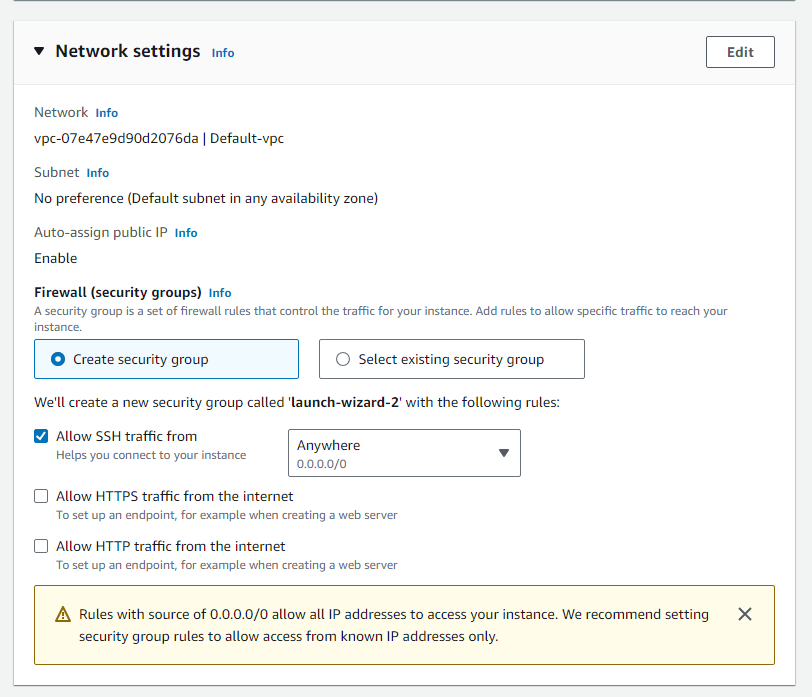 Network settings Info
Edit
Network Info
vpc-07e47e9d90d2076da | Default-vpc
Subnet Info
No preference (Default subnet in any availability zone)
Auto-assign public IP Info
Enable
Firewall (security groups) Info
A security group is a set of firewall rules that control the traffic for your instance. Add rules to allow specific traffic to reach your
instance.
Create security group
Select existing security group
We'll create a new security group called 'launch-wizard-2' with the following rules:
Allow SSH traffic from
Helps you connect to your instance
Anywhere
0.0.0.0/0
Allow HTTPS traffic from the internet
To set up an endpoint, for example when creating a web server
Allow HTTP traffic from the internet
To set up an endpoint, for example when creating a web server
Rules with source of 0.0.0.0/0 allow all IP addresses to access your instance. We recommend setting
security group rules to allow access from known IP addresses only.